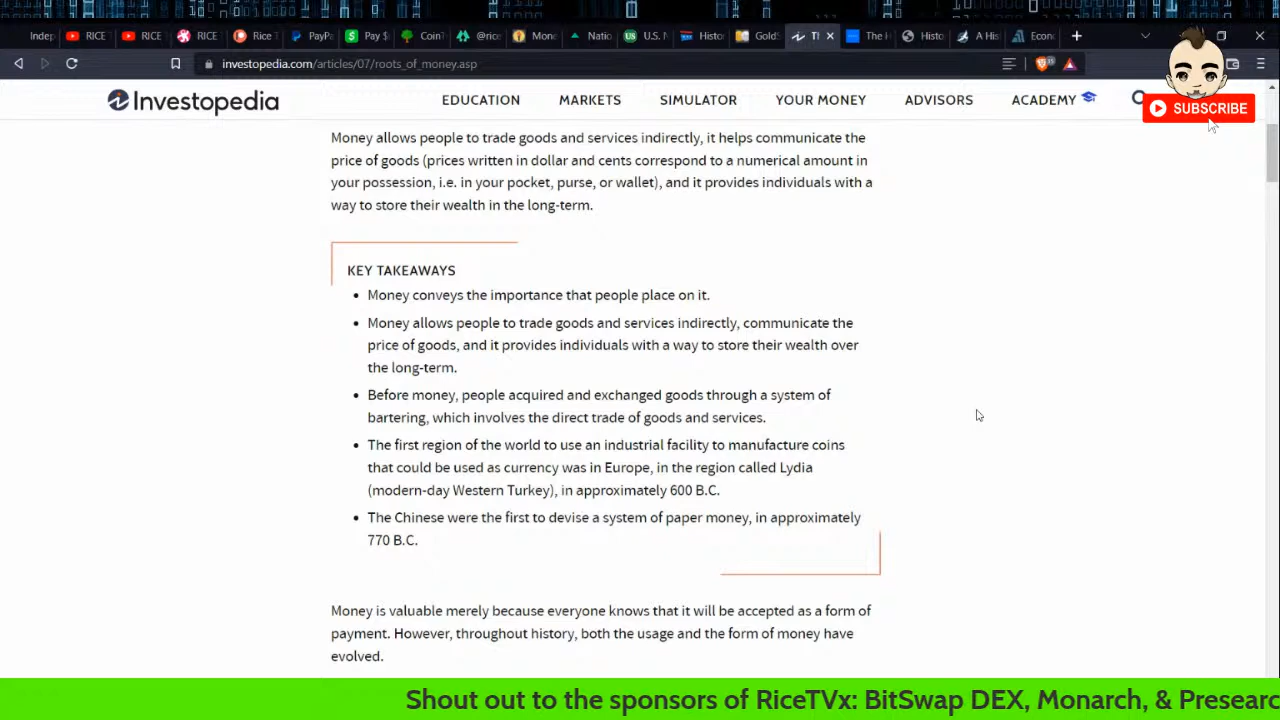 Indep RICE RICE RICE Rice T PayPa Pay $ CoinT @rice Mone Natio U.S. N Histor GoldS Th The H Histo A His Econ
investopedia.com/articles/07/roots_of_money.asp
Investopedia EDUCATION MARKETS SIMULATOR YOUR MONEY ADVISORS ACADEMY
SUBSCRIBE
Money allows people to trade goods and services indirectly, it helps communicate the
price of goods (prices written in dollar and cents correspond to a numerical amount in
your possession, i.e. in your pocket, purse, or wallet), and it provides individuals with a
way to store their wealth in the long-term.
KEY TAKEAWAYS
• Money conveys the importance that people place on it.
• Money allows people to trade goods and services indirectly, communicate the
price of goods, and it provides individuals with a way to store their wealth over
the long-term.
• Before money, people acquired and exchanged goods through a system of
bartering, which involves the direct trade of goods and services.
• The first region of the world to use an industrial facility to manufacture coins
that could be used as currency was in Europe, in the region called Lydia
(modern-day Western Turkey), in approximately 600 B.C.
• The Chinese were the first to devise a system of paper money, in approximately
770 B.C.
Money is valuable merely because everyone knows that it will be accepted as a form of
payment. However, throughout history, both the usage and the form of money have
evolved.
Shout out to the sponsors of RiceTVx: BitSwap DEX, Monarch, & Presearc